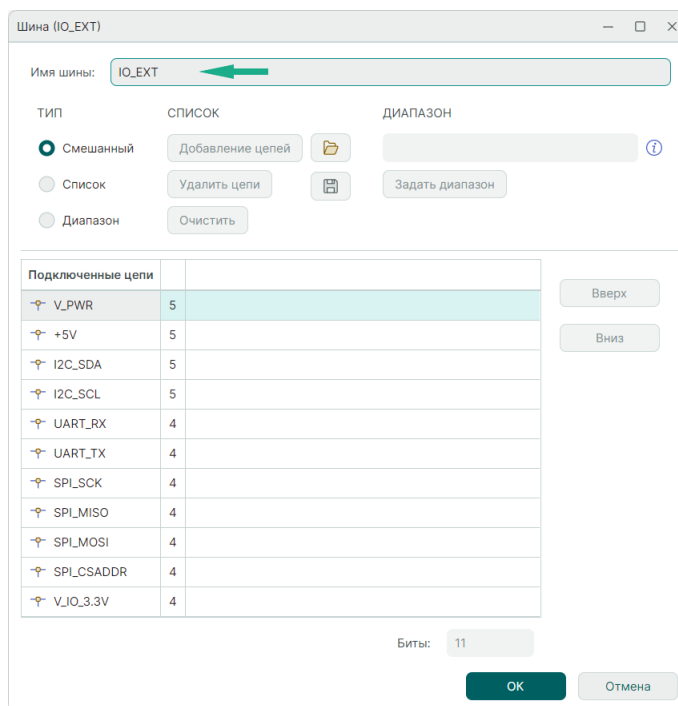 Шина (IO_EXT)
Имя шины: IO_EXT
ТИП СПИСОК ДИАПАЗОН
Смешанный Добавление цепей
Список Удалить цепи Задать диапазон
Диапазон Очистить
Подключенные цепи
V_PWR 5
+5V 5
I2C_SDA 5
I2C_SCL 5
UART_RX 4
UART_TX 4
SPI_SCK 4
SPI_MISO 4
SPI_MOSI 4
SPI_CSADDR 4
V_IO_3.3V 4
Вверх
Вниз
Биты: 11
ОК Отмена